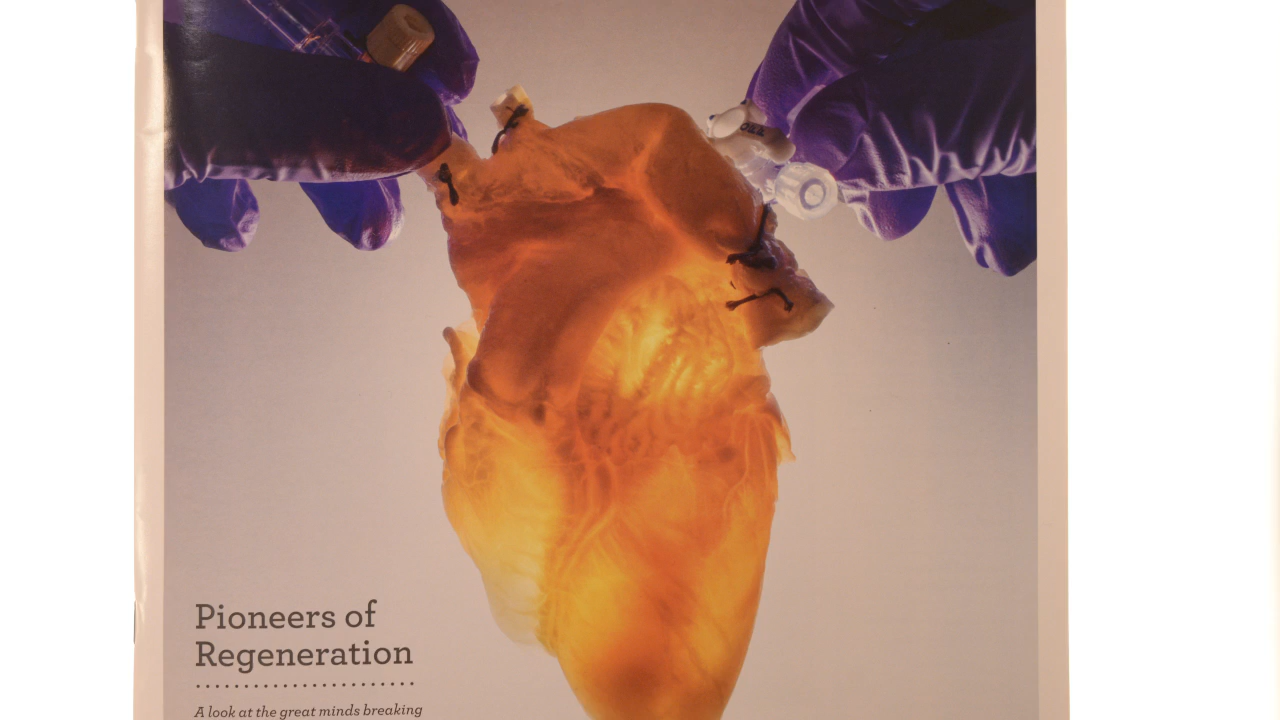 Pioneers of
Regeneration
A look at the great minds breaking